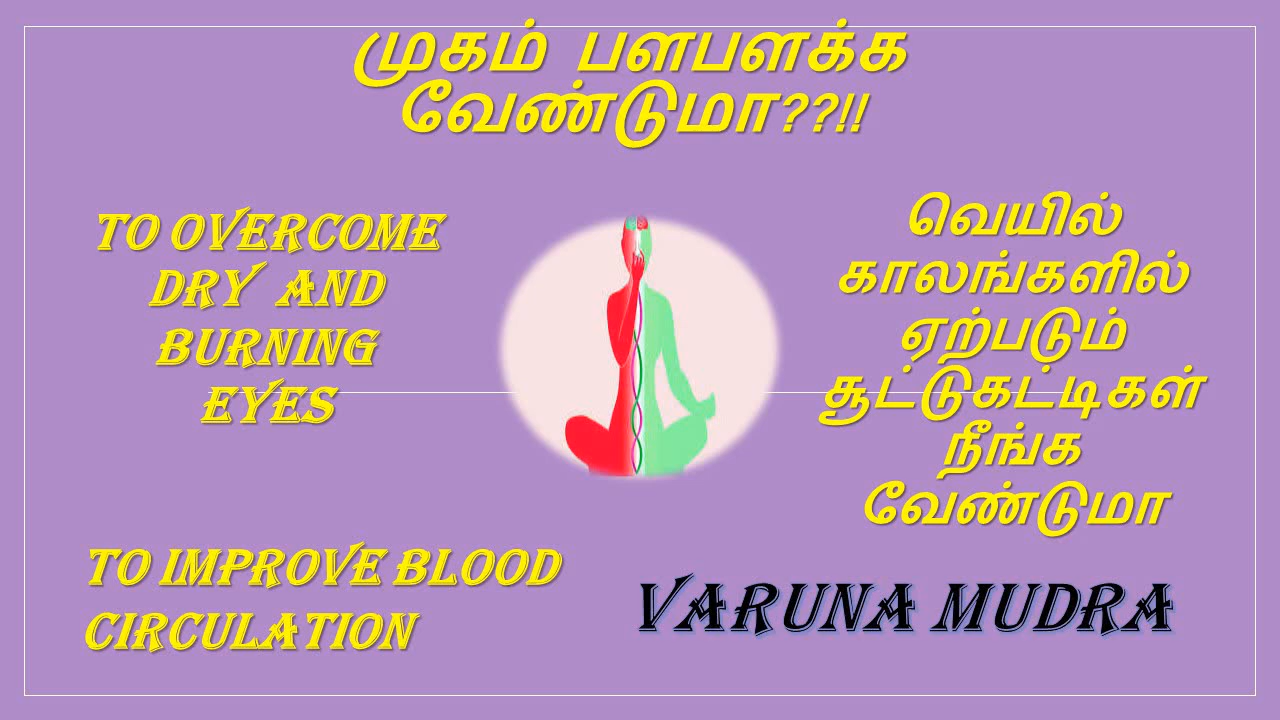 முகம் பளபளக்க
வேண்டுமா??!!
TO OVERCOME
DRY AND
BURNING
EYES
வெயில்
காலங்களில்
ஏற்படும்
சூட்டுகட்டிகள்
நீங்க
வேண்டுமா
TO IMPROVE BLOOD
CIRCULATION
VARUNA MUDRA